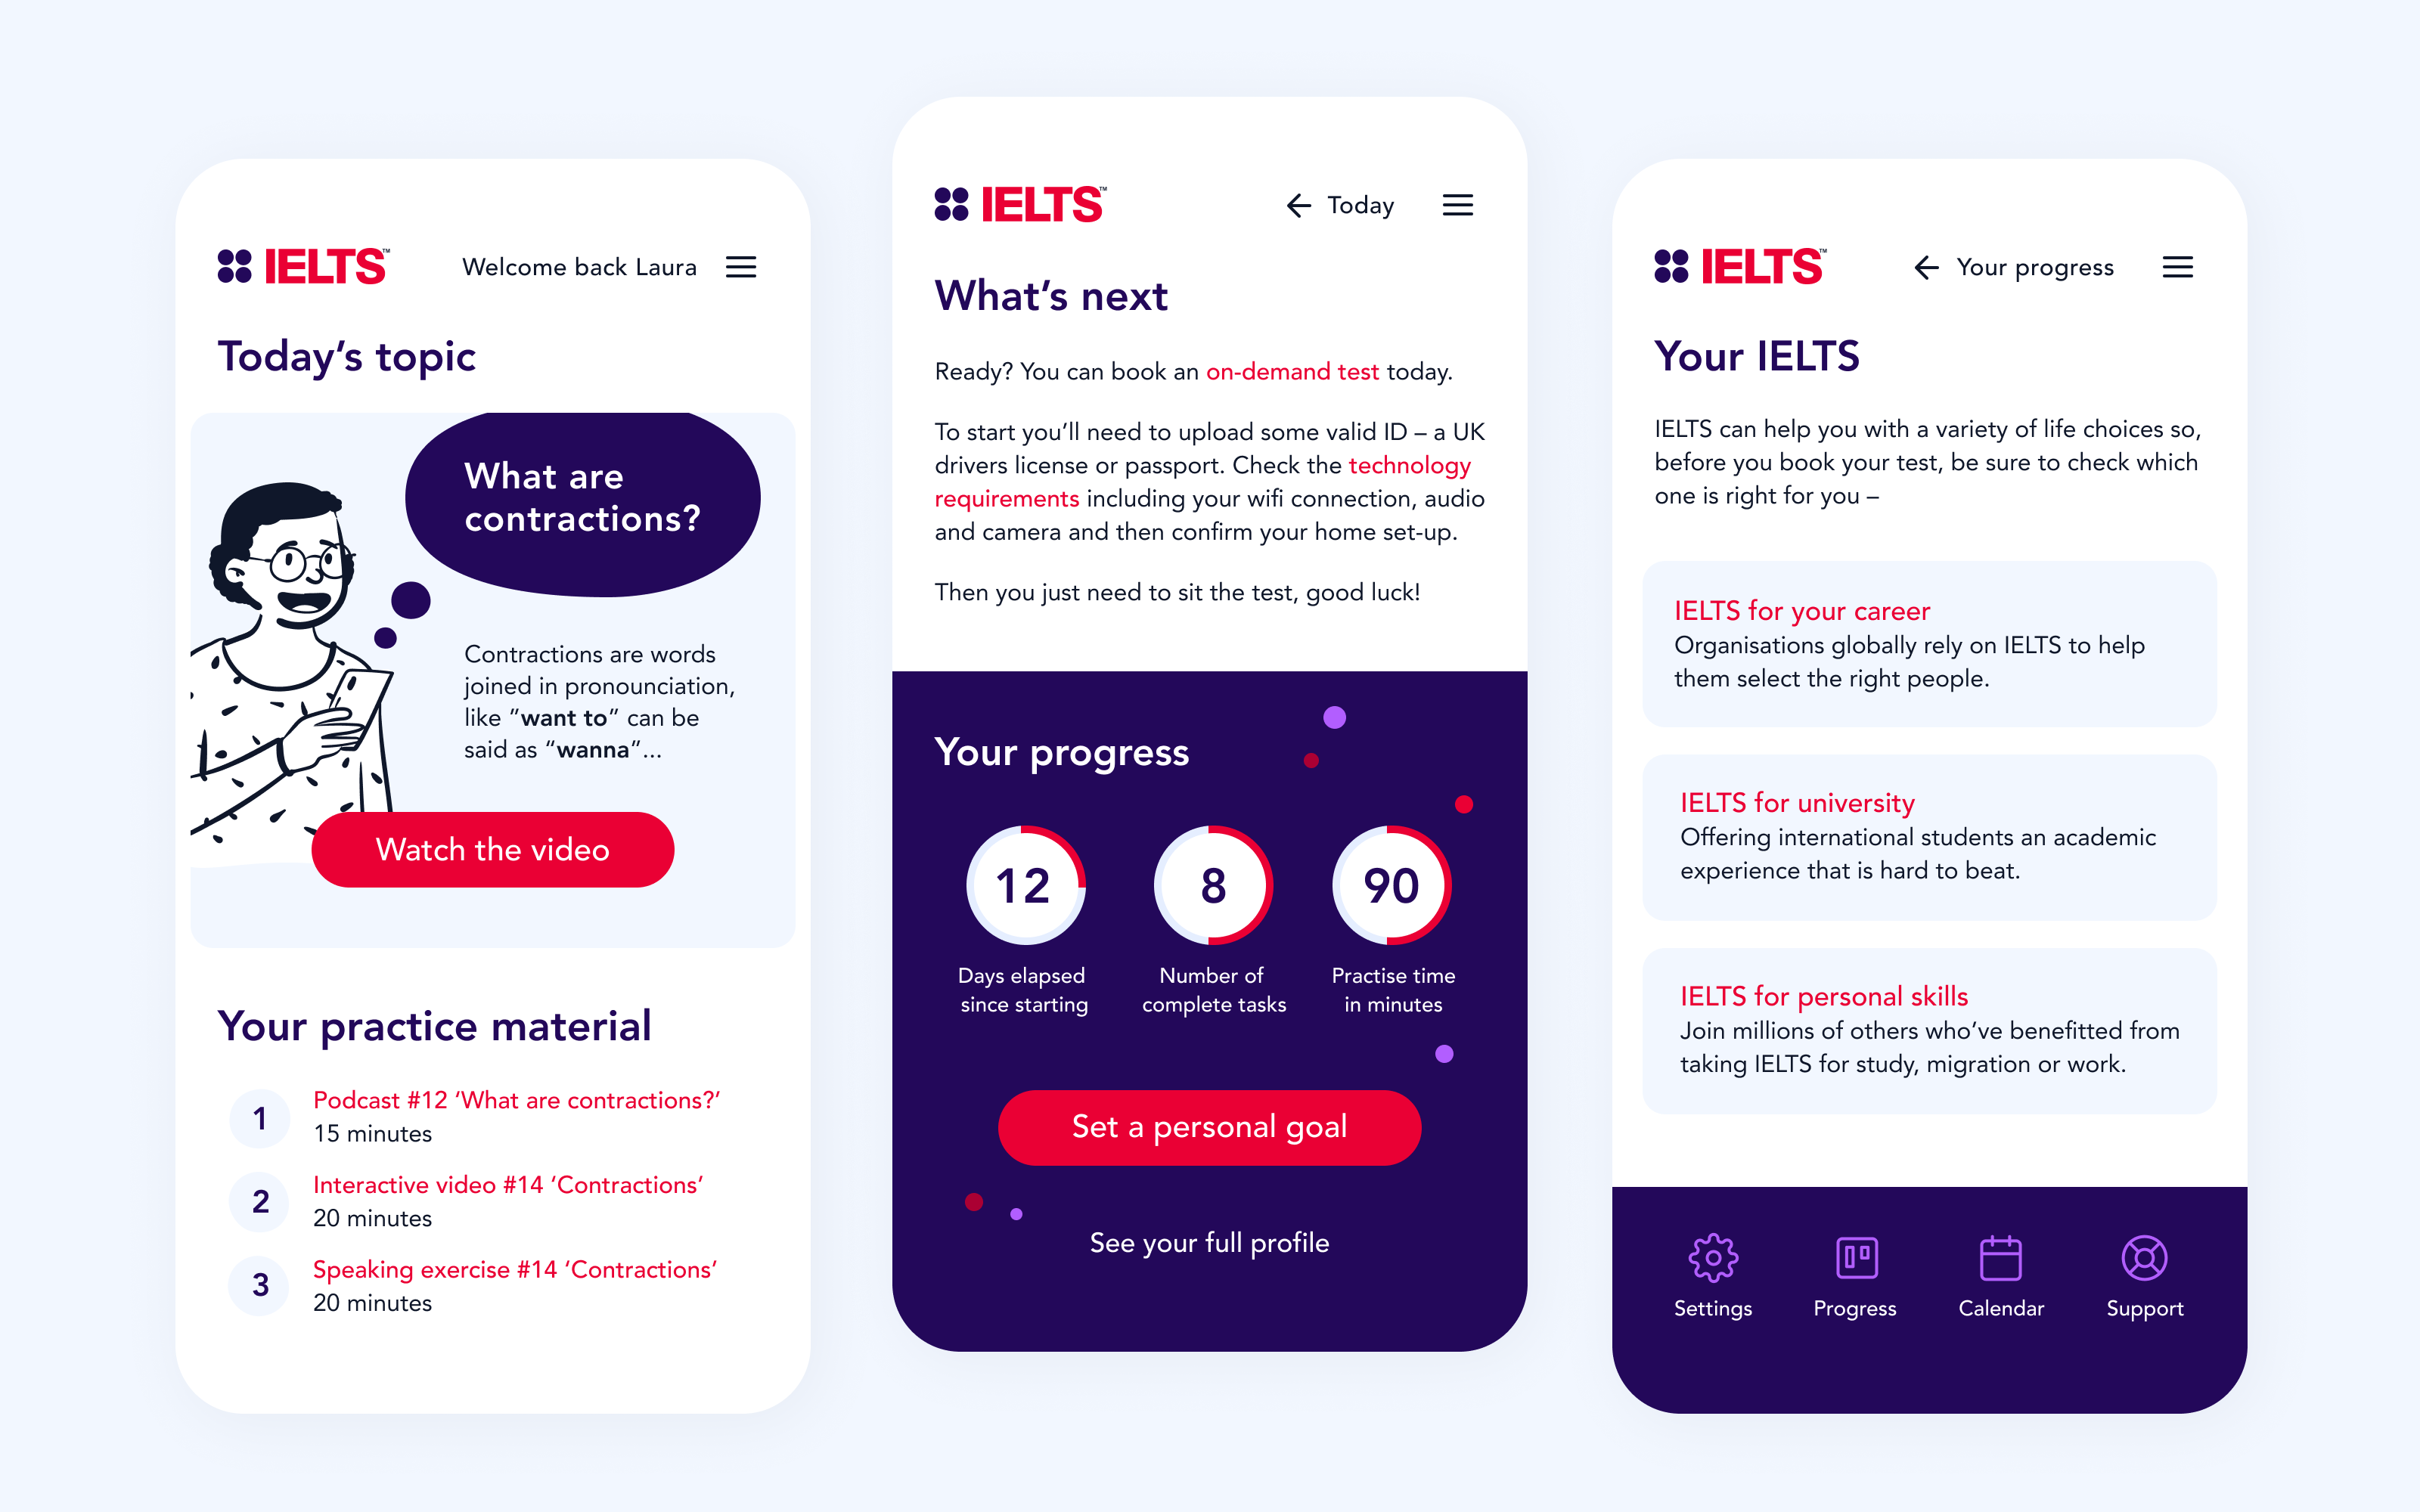 IELTS™
Welcome back Laura
Today’s topic
What are
contractions?
Contractions are words
joined in pronounciation,
like “want to” can be
said as “wanna“...
Watch the video
Your practice material
1
Podcast #12 ‘What are contractions?’
15 minutes
2
Interactive video #14 ‘Contractions’
20 minutes
3
Speaking exercise #14 ‘Contractions’
20 minutes
IELTS™
Today
What’s next
Ready? You can book an on-demand test today.
To start you’ll need to upload some valid ID – a UK
drivers license or passport. Check the technology
requirements including your wifi connection, audio
and camera and then confirm your home set-up.
Then you just need to sit the test, good luck!
Your progress
12
8
90
Days elapsed
since starting
Number of
complete tasks
Practise time
in minutes
Set a personal goal
See your full profile
IELTS™
Your progress
Your IELTS
IELTS can help you with a variety of life choices so,
before you book your test, be sure to check which
one is right for you –
IELTS for your career
Organisations globally rely on IELTS to help
them select the right people.
IELTS for university
Offering international students an academic
experience that is hard to beat.
IELTS for personal skills
Join millions of others who’ve benefitted from
taking IELTS for study, migration or work.
Settings
Progress
Calendar
Support